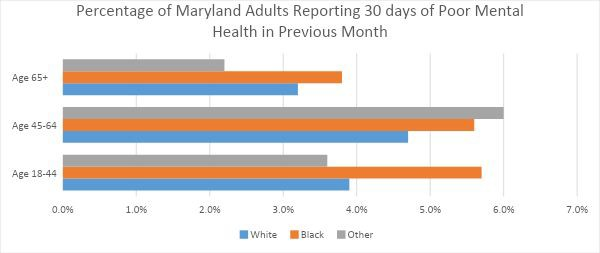 Percentage of Maryland Adults Reporting 30 days of Poor Mental
Health in Previous Month
Age 65+
Age 45-64
Age 18-44
0.0% 1.0% 2.0% 3.0% 4.0% 5.0% 6.0% 7.0%
White Black Other